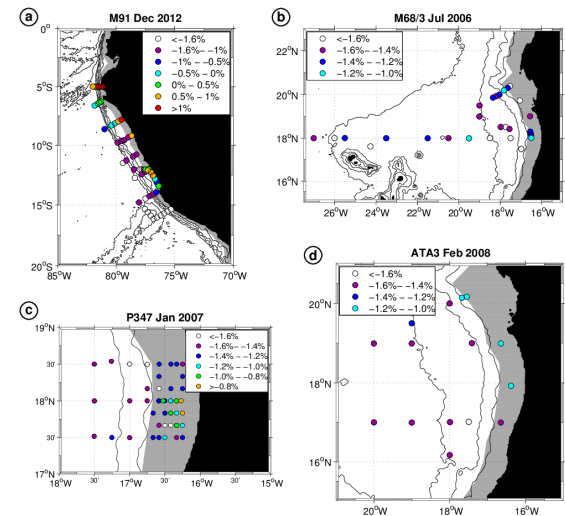 a
M91 Dec 2012
0°
5°S
10°S
15°S
20°S
85°W 80°W 75°W 70°W
<-1.6%
-1.6%- -1%
-1% - -0.5%
-0.5% - 0%
0% - 0.5%
0.5% - 1%
>1%
b
M68/3 Jul 2006
22°N
20°N
18°N
16°N
26°W 24°W 22°W 20°W 18°W 16°W
<-1.6%
-1.6%- -1.4%
-1.4% - -1.2%
-1.2% - -1.0%
c
P347 Jan 2007
19°N
30'
18°N
30'
17°N
18°W 30' 17°W 30' 16°W 30' 15°W
<-1.6%
-1.6% - -1.4%
-1.4% - -1.2%
-1.2% - -1.0%
-1.0% - -0.8%
>-0.8%
d
ATA3 Feb 2008
20°N
18°N
16°N
20°W 18°W 16°W
<-1.6%
-1.6%- -1.4%
-1.4% - -1.2%
-1.2% - -1.0%